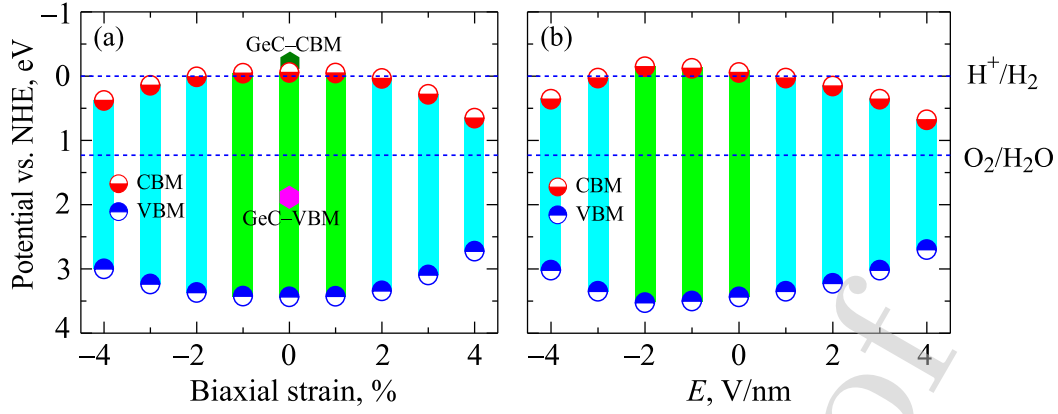 Potential vs. NHE, eV
−1
0
1
2
3
4
(a)
GeC–CBM
CBM
VBM
GeC–VBM
−4
−2
0
2
4
Biaxial strain, %
(b)
CBM
VBM
−4
−2
0
2
4
E, V/nm
H⁺/H₂
O₂/H₂O
of